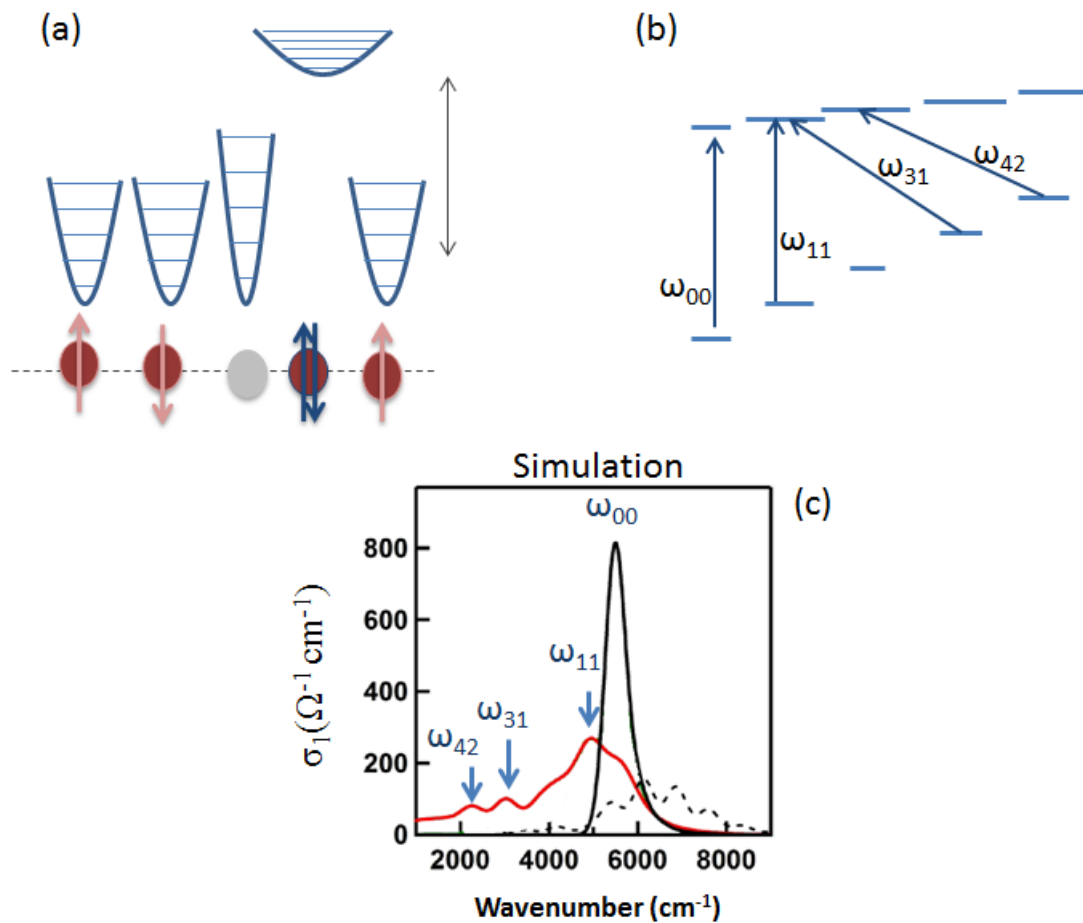 (a)
(b)
ω₀₀
ω₁₁
ω₃₁
ω₄₂
Simulation
(c)
ω₀₀
ω₁₁
ω₃₁
ω₄₂
σ₁(Ω⁻¹ cm⁻¹)
800
600
400
200
0
2000 4000 6000 8000
Wavenumber (cm⁻¹)